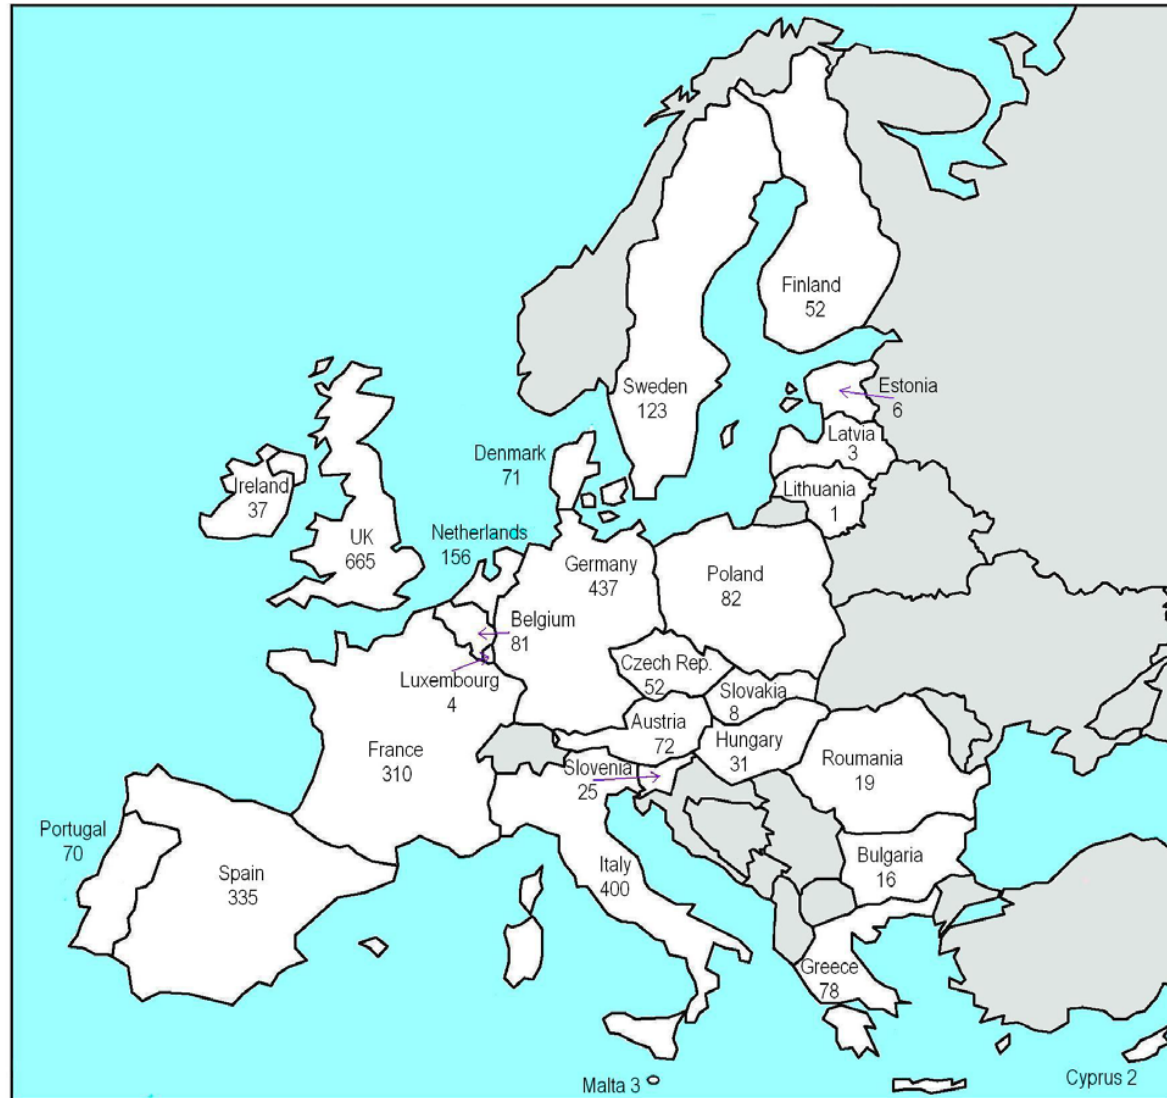 Finland
52
Sweden
123
Estonia
6
Latvia
3
Lithuania
1
Denmark
71
Ireland
37
UK
665
Netherlands
156
Germany
437
Poland
82
Belgium
81
Luxembourg
4
Czech Rep.
52
Slovakia
8
Austria
72
Hungary
31
France
310
Slovenia
25
Roumania
19
Portugal
70
Spain
335
Italy
400
Bulgaria
16
Greece
78
Malta 3
Cyprus 2